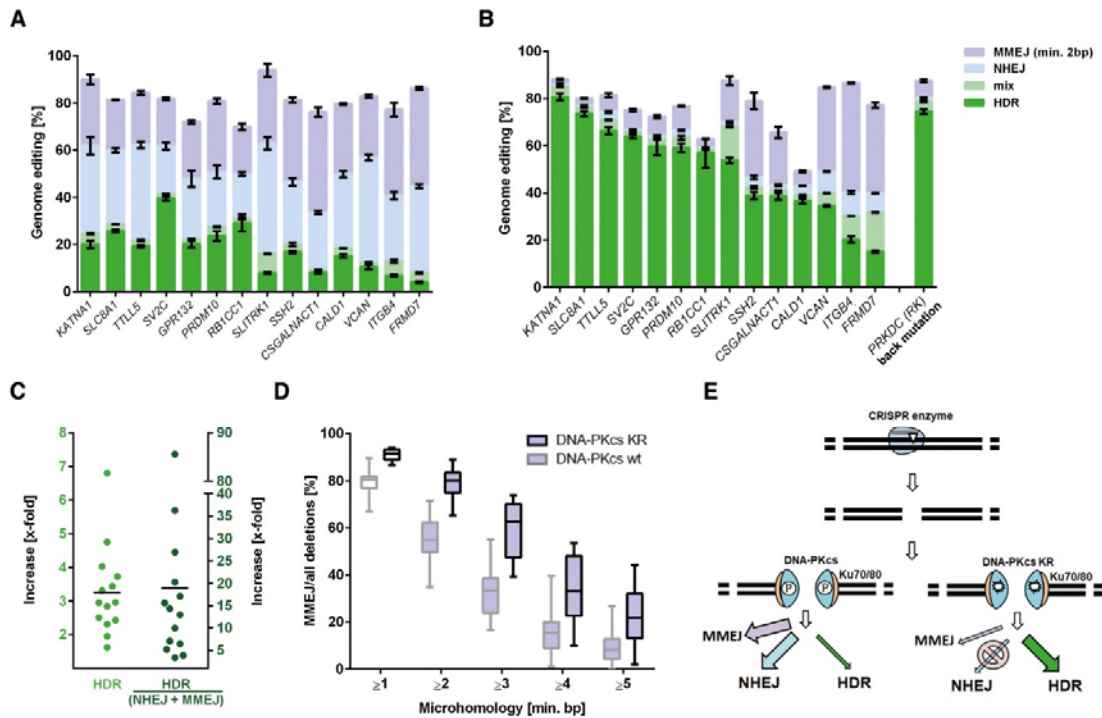 A
Genome editing [%]
100
80
60
40
20
0
KATNA1
SLC8A1
TTLL5
SV2C
GPR132
PRDM10
RB1CC1
SLITRK1
SSH2
CSGALNACT1
CALD1
VCAN
ITGB4
FRMD7
B
Genome editing [%]
100
80
60
40
20
0
KATNA1
SLC8A1
TTLL5
SV2C
GPR132
PRDM10
RB1CC1
SLITRK1
SSH2
CSGALNACT1
CALD1
VCAN
ITGB4
FRMD7
PRKDC (RK)
back mutation
MMEJ (min. 2bp)
NHEJ
mix
HDR
C
Increase [x-fold]
8
7
6
5
4
3
2
Increase [x-fold]
90
80
40
35
30
25
20
15
10
5
HDR
HDR
(NHEJ + MMEJ)
D
MMEJ/all deletions [%]
100
80
60
40
20
0
DNA-PKcs KR
DNA-PKcs wt
≥1
≥2
≥3
≥4
≥5
Microhomology [min. bp]
E
CRISPR enzyme
DNA-PKcs
Ku70/80
P
P
MMEJ
NHEJ
HDR
DNA-PKcs KR
Ku70/80
MMEJ
NHEJ
HDR